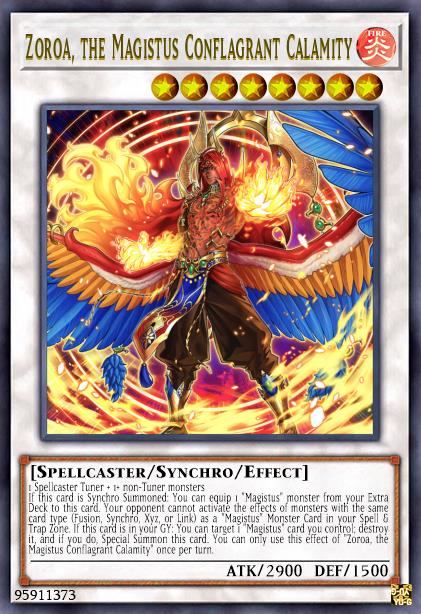 Zoroa, the Magistus Conflagrant Calamity
FIRE
炎
[Spellcaster/Synchro/Effect]
1 Spellcaster Tuner + 1+ non-Tuner monsters
If this card is Synchro Summoned: You can equip 1 "Magistus" monster from your Extra
Deck to this card. Your opponent cannot activate the effects of monsters with the same
card type (Fusion, Synchro, Xyz, or Link) as a "Magistus" Monster Card in your Spell &
Trap Zone. If this card is in your GY: You can target 1 "Magistus" card you control; destroy
it, and if you do, Special Summon this card. You can only use this effect of "Zoroa, the
Magistus Conflagrant Calamity" once per turn.
ATK/2900 DEF/1500
95911373